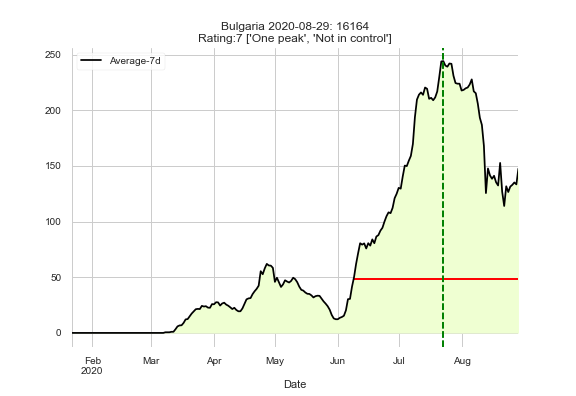 Bulgaria 2020-08-29: 16164
Rating:7 ['One peak', 'Not in control']
Average-7d
250
200
150
100
50
0
Feb Mar Apr May Jun Jul Aug
2020
Date